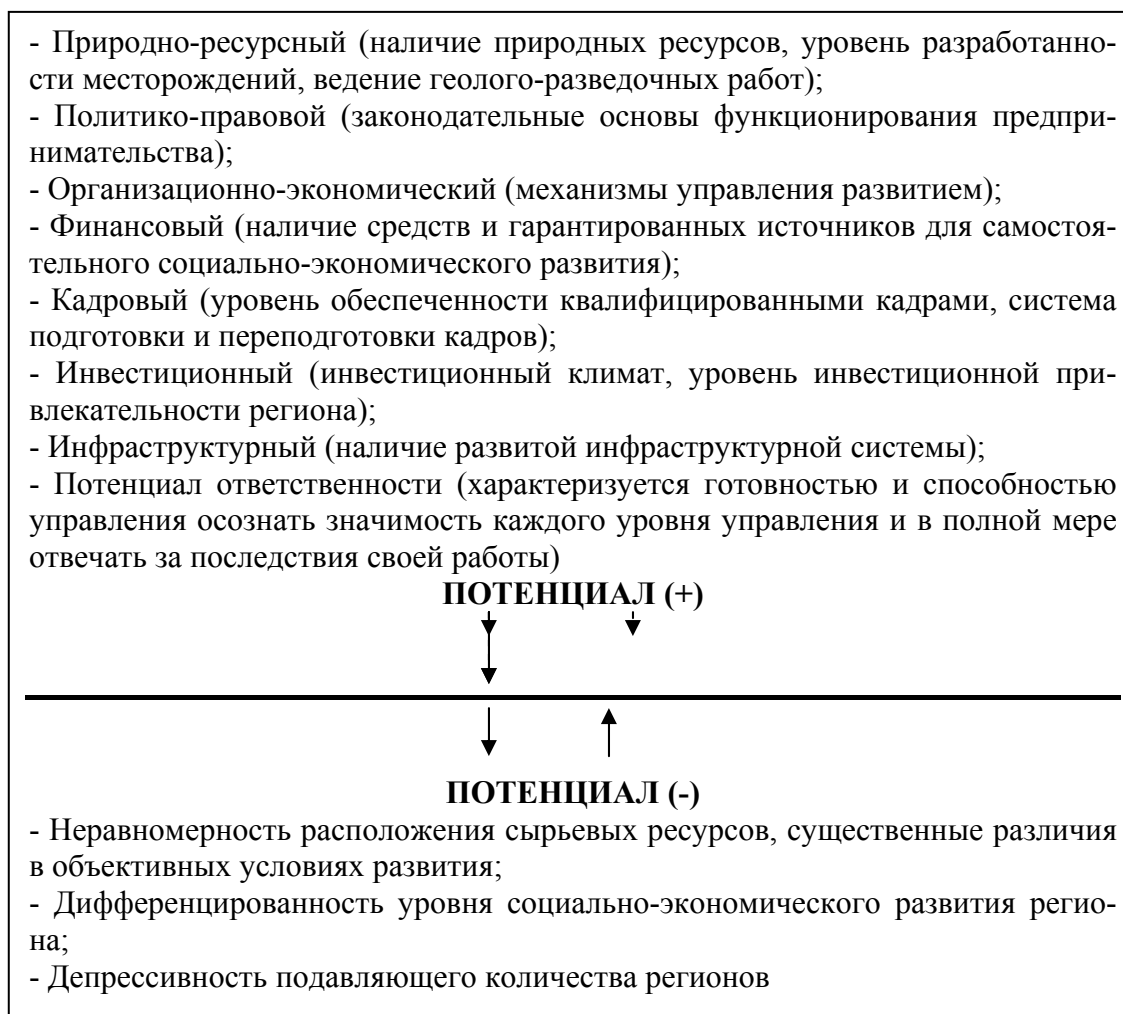 - Природно-ресурсный (наличие природных ресурсов, уровень разработанно-
сти месторождений, ведение геолого-разведочных работ);
- Политико-правовой (законодательные основы функционирования предпри-
нимательства);
- Организационно-экономический (механизмы управления развитием);
- Финансовый (наличие средств и гарантированных источников для самостоя-
тельного социально-экономического развития);
- Кадровый (уровень обеспеченности квалифицированными кадрами, система
подготовки и переподготовки кадров);
- Инвестиционный (инвестиционный климат, уровень инвестиционной при-
влекательности региона);
- Инфраструктурный (наличие развитой инфраструктурной системы);
- Потенциал ответственности (характеризуется готовностью и способностью
управления осознать значимость каждого уровня управления и в полной мере
отвечать за последствия своей работы)
ПОТЕНЦИАЛ (+)
ПОТЕНЦИАЛ (-)
- Неравномерность расположения сырьевых ресурсов, существенные различия
в объективных условиях развития;
- Дифференцированность уровня социально-экономического развития регио-
на;
- Депрессивность подавляющего количества регионов